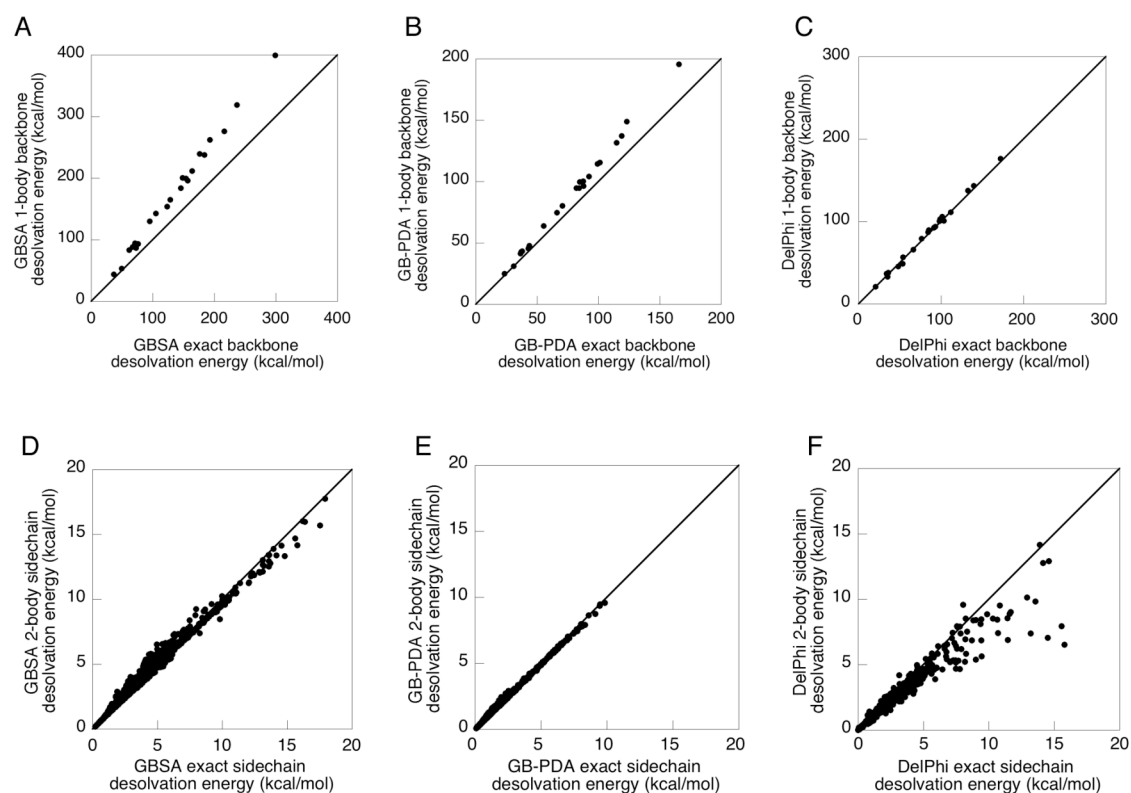 A
GBSA 1-body backbone
desolvation energy (kcal/mol)
400
300
200
100
0
0 100 200 300 400
GBSA exact backbone
desolvation energy (kcal/mol)
B
GB-PDA 1-body backbone
desolvation energy (kcal/mol)
200
150
100
50
0
0 50 100 150 200
GB-PDA exact backbone
desolvation energy (kcal/mol)
C
DelPhi 1-body backbone
desolvation energy (kcal/mol)
300
200
100
0
0 100 200 300
DelPhi exact backbone
desolvation energy (kcal/mol)
D
GBSA 2-body sidechain
desolvation energy (kcal/mol)
20
15
10
5
0
0 5 10 15 20
GBSA exact sidechain
desolvation energy (kcal/mol)
E
GB-PDA 2-body sidechain
desolvation energy (kcal/mol)
20
15
10
5
0
0 5 10 15 20
GB-PDA exact sidechain
desolvation energy (kcal/mol)
F
DelPhi 2-body sidechain
desolvation energy (kcal/mol)
20
15
10
5
0
0 5 10 15 20
DelPhi exact sidechain
desolvation energy (kcal/mol)